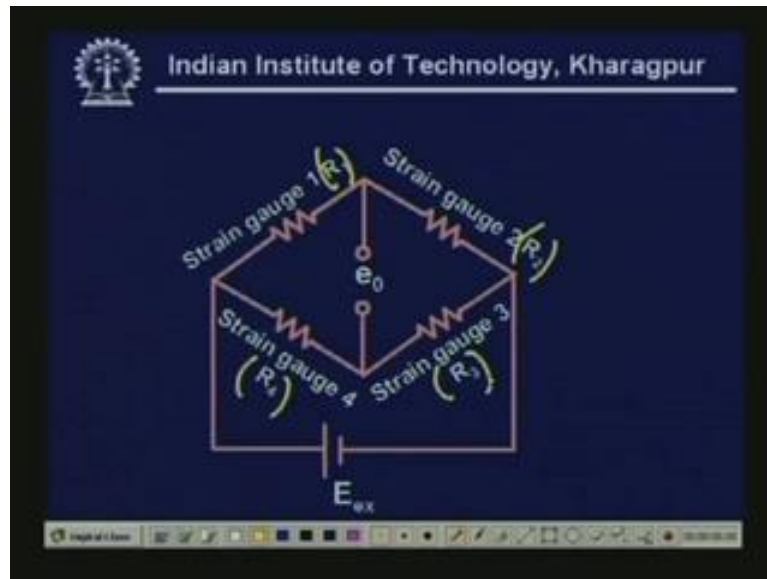 Indian Institute of Technology, Kharagpur
Strain gauge 1 (R₁)
Strain gauge 2 (R₂)
e₀
Strain gauge 4
(R₄)
Strain gauge 3
(R₃)
Eₑₓ